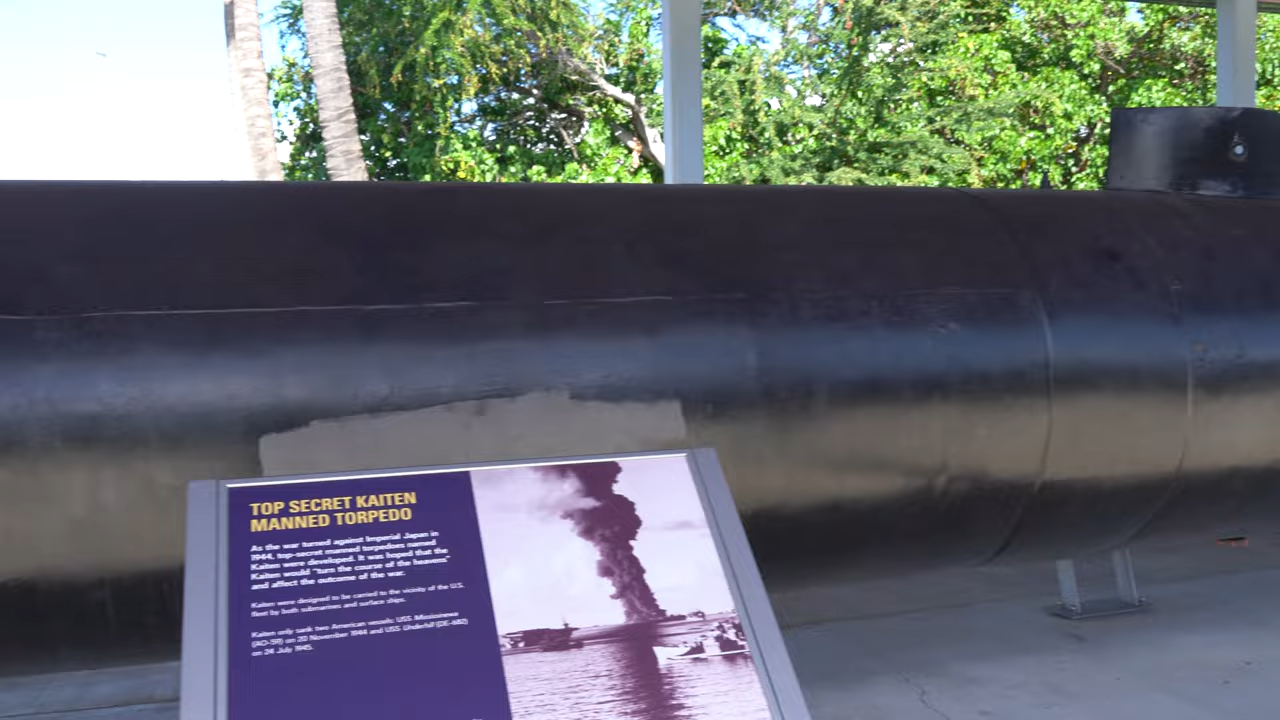 TOP SECRET KAITEN
MANNED TORPEDO
As the war turned against Imperial Japan in
1944, top-secret manned torpedoes named
Kaiten were developed. It was hoped that the
Kaiten would "turn the course of the heavens"
and affect the outcome of the war.
Kaiten were designed to be carried to the vicinity of the U.S.
fleet by both submarines and surface ships.
Kaiten only sank two American vessels: USS Mississinewa
(AO-59) on 20 November 1944 and USS Underhill (DE-682)
on 24 July 1945.